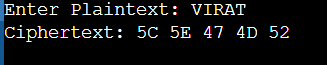 Enter Plaintext: VIRAT
Ciphertext: 5C 5E 47 4D 52